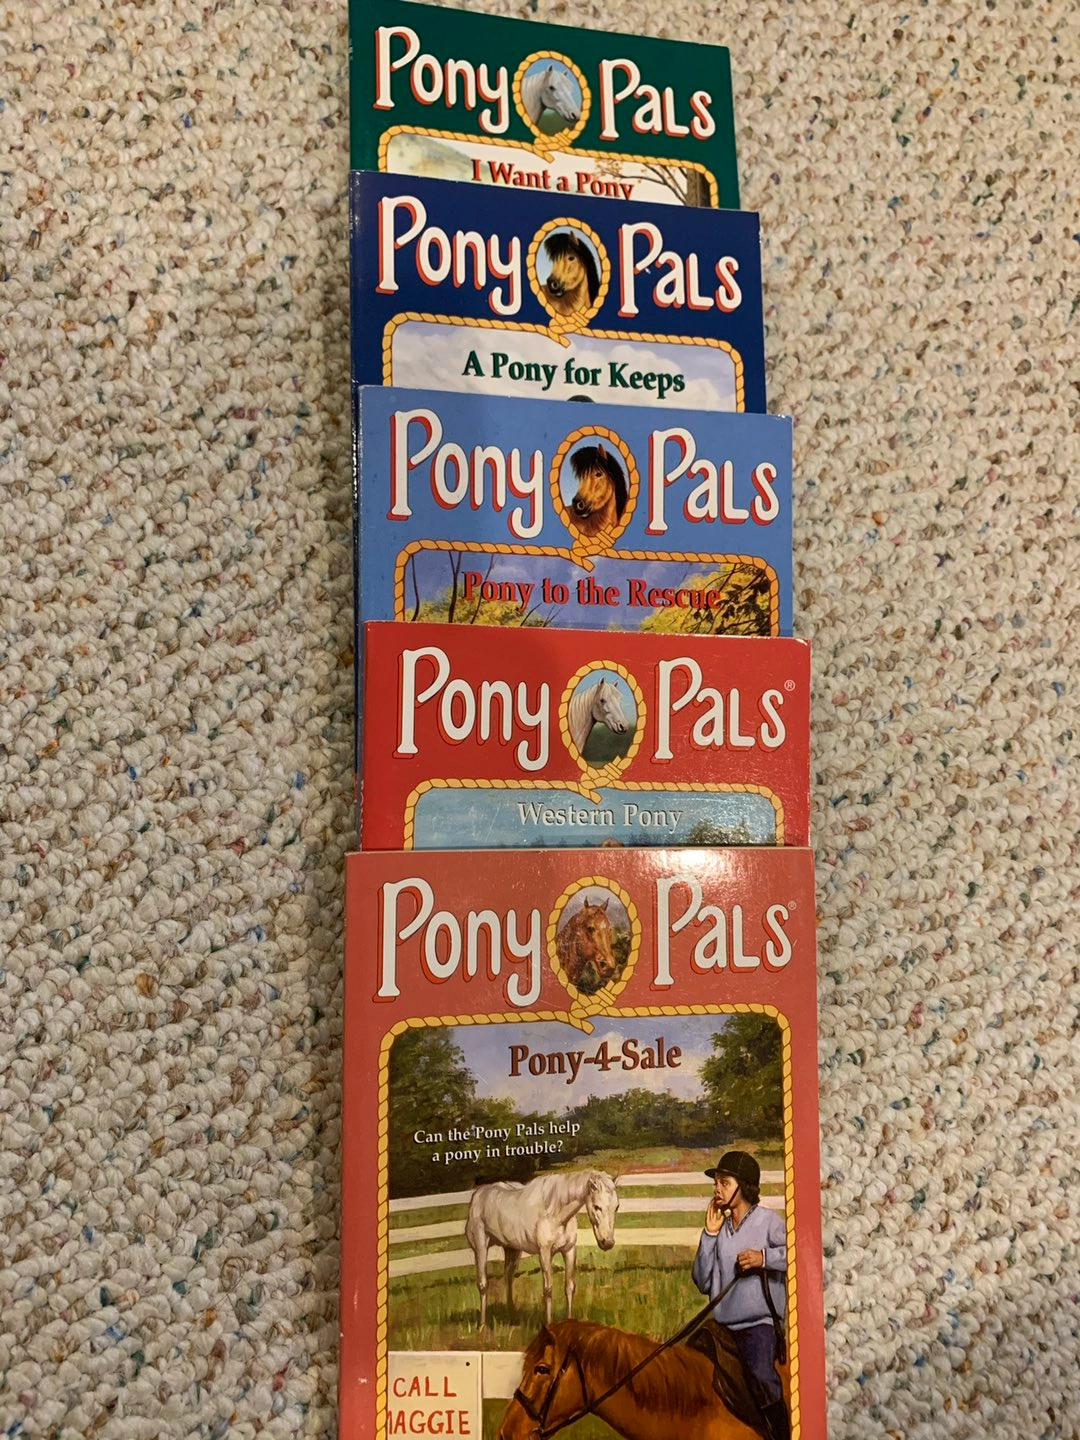 Pony Pals
I Want a Pony
Pony Pals
A Pony for Keeps
Pony Pals
Pony to the Rescue
Pony Pals®
Western Pony
Pony Pals®
Pony-4-Sale
Can the Pony Pals help
a pony in trouble?
CALL
MAGGIE